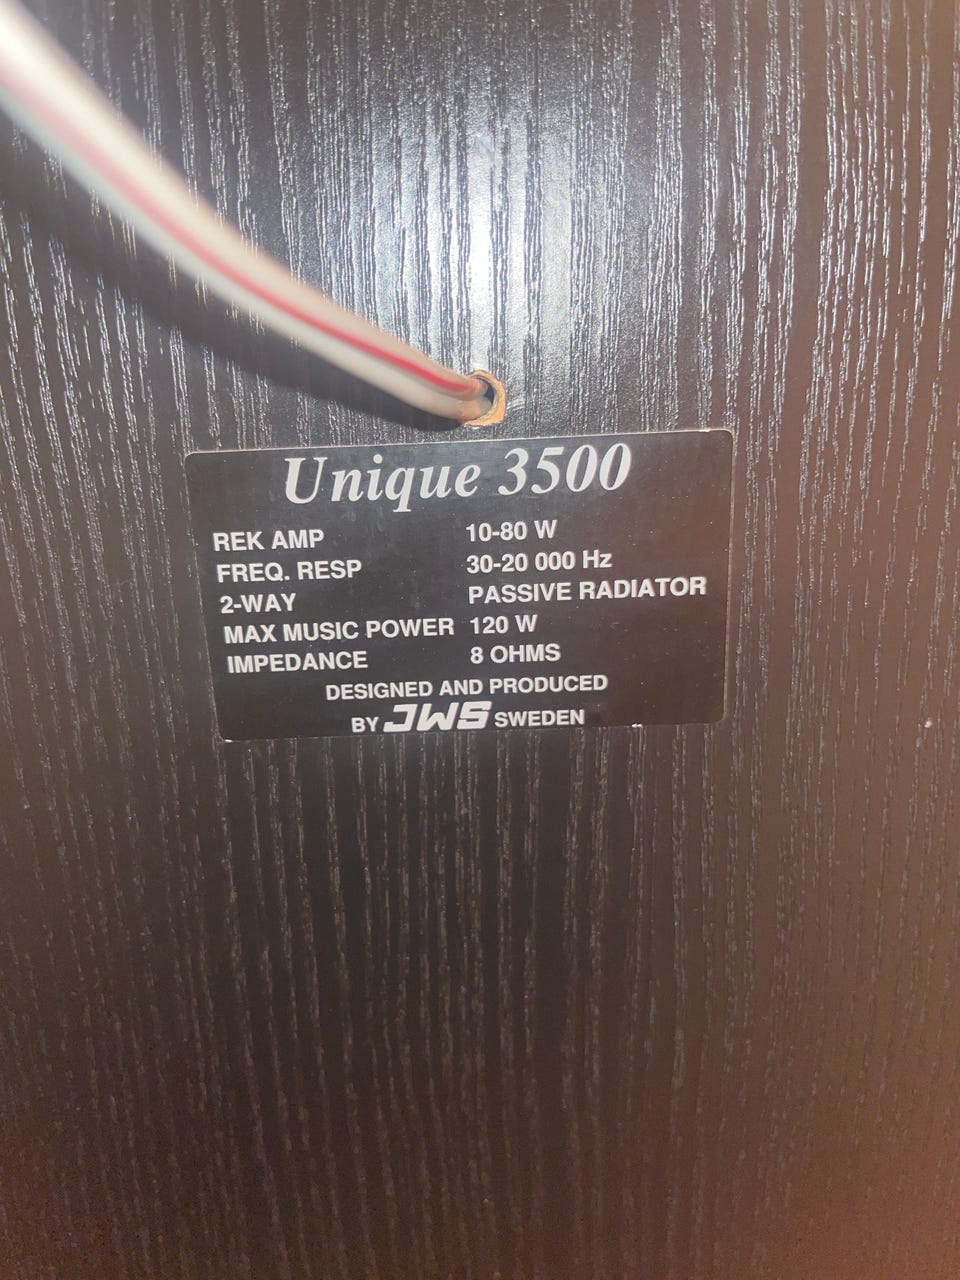 Unique 3500
REK AMP 10-80 W
FREQ. RESP 30-20 000 Hz
2-WAY PASSIVE RADIATOR
MAX MUSIC POWER 120 W
IMPEDANCE 8 OHMS
DESIGNED AND PRODUCED
BY JWS SWEDEN